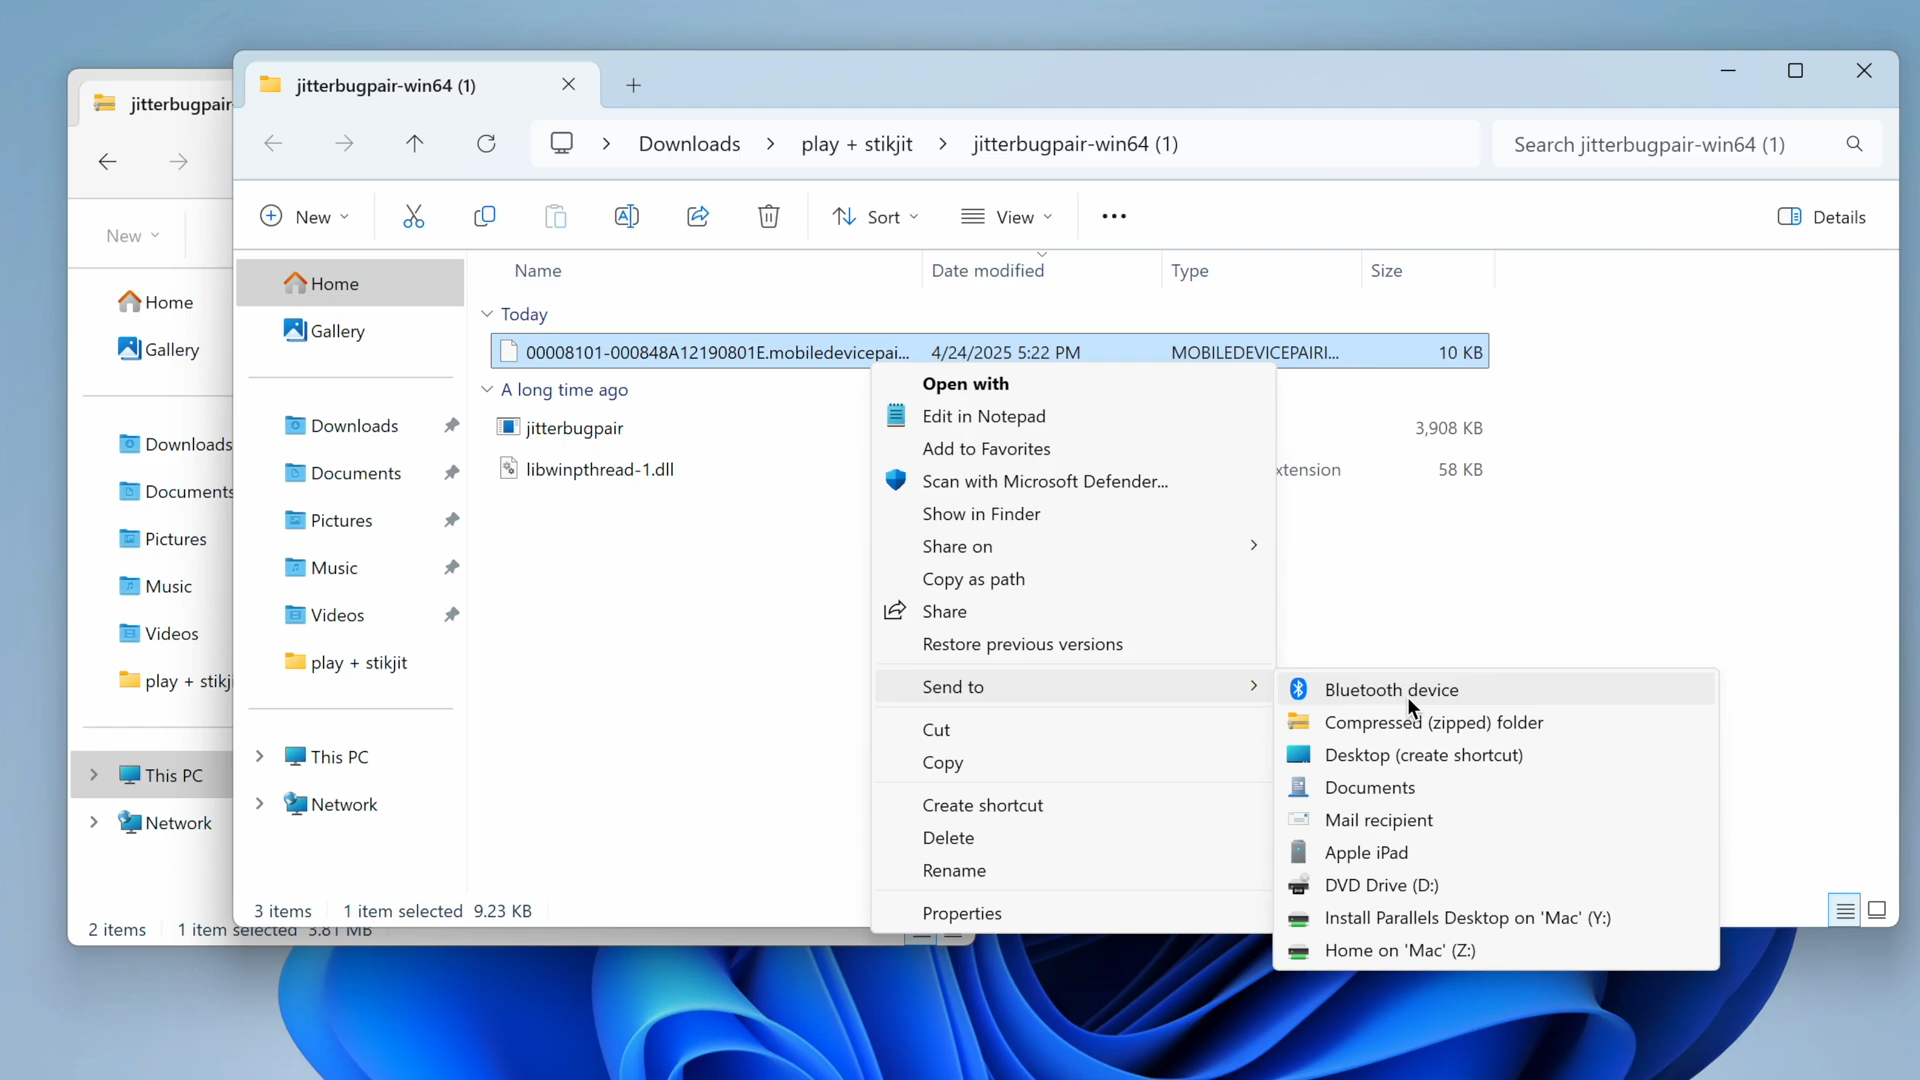 jitterbugpair
New
Home
Gallery
Downloads
Documents
Pictures
Music
Videos
play + stikji
This PC
Network
2 items 1 item selected 3.81 MB
jitterbugpair-win64 (1)
Downloads play + stikjit jitterbugpair-win64 (1) Search jitterbugpair-win64 (1)
New Sort View Details
Home
Gallery
Downloads
Documents
Pictures
Music
Videos
play + stikjit
This PC
Network
Name Date modified Type Size
Today
00008101-000848A12190801E.mobiledevicepai... 4/24/2025 5:22 PM MOBILEDEVICEPAIRI... 10 KB
A long time ago
jitterbugpair 3,908 KB
libwinpthread-1.dll xtension 58 KB
3 items 1 item selected 9.23 KB
Open with
Edit in Notepad
Add to Favorites
Scan with Microsoft Defender...
Show in Finder
Share on
Copy as path
Share
Restore previous versions
Send to
Cut
Copy
Create shortcut
Delete
Rename
Properties
Bluetooth device
Compressed (zipped) folder
Desktop (create shortcut)
Documents
Mail recipient
Apple iPad
DVD Drive (D:)
Install Parallels Desktop on 'Mac' (Y:)
Home on 'Mac' (Z:)